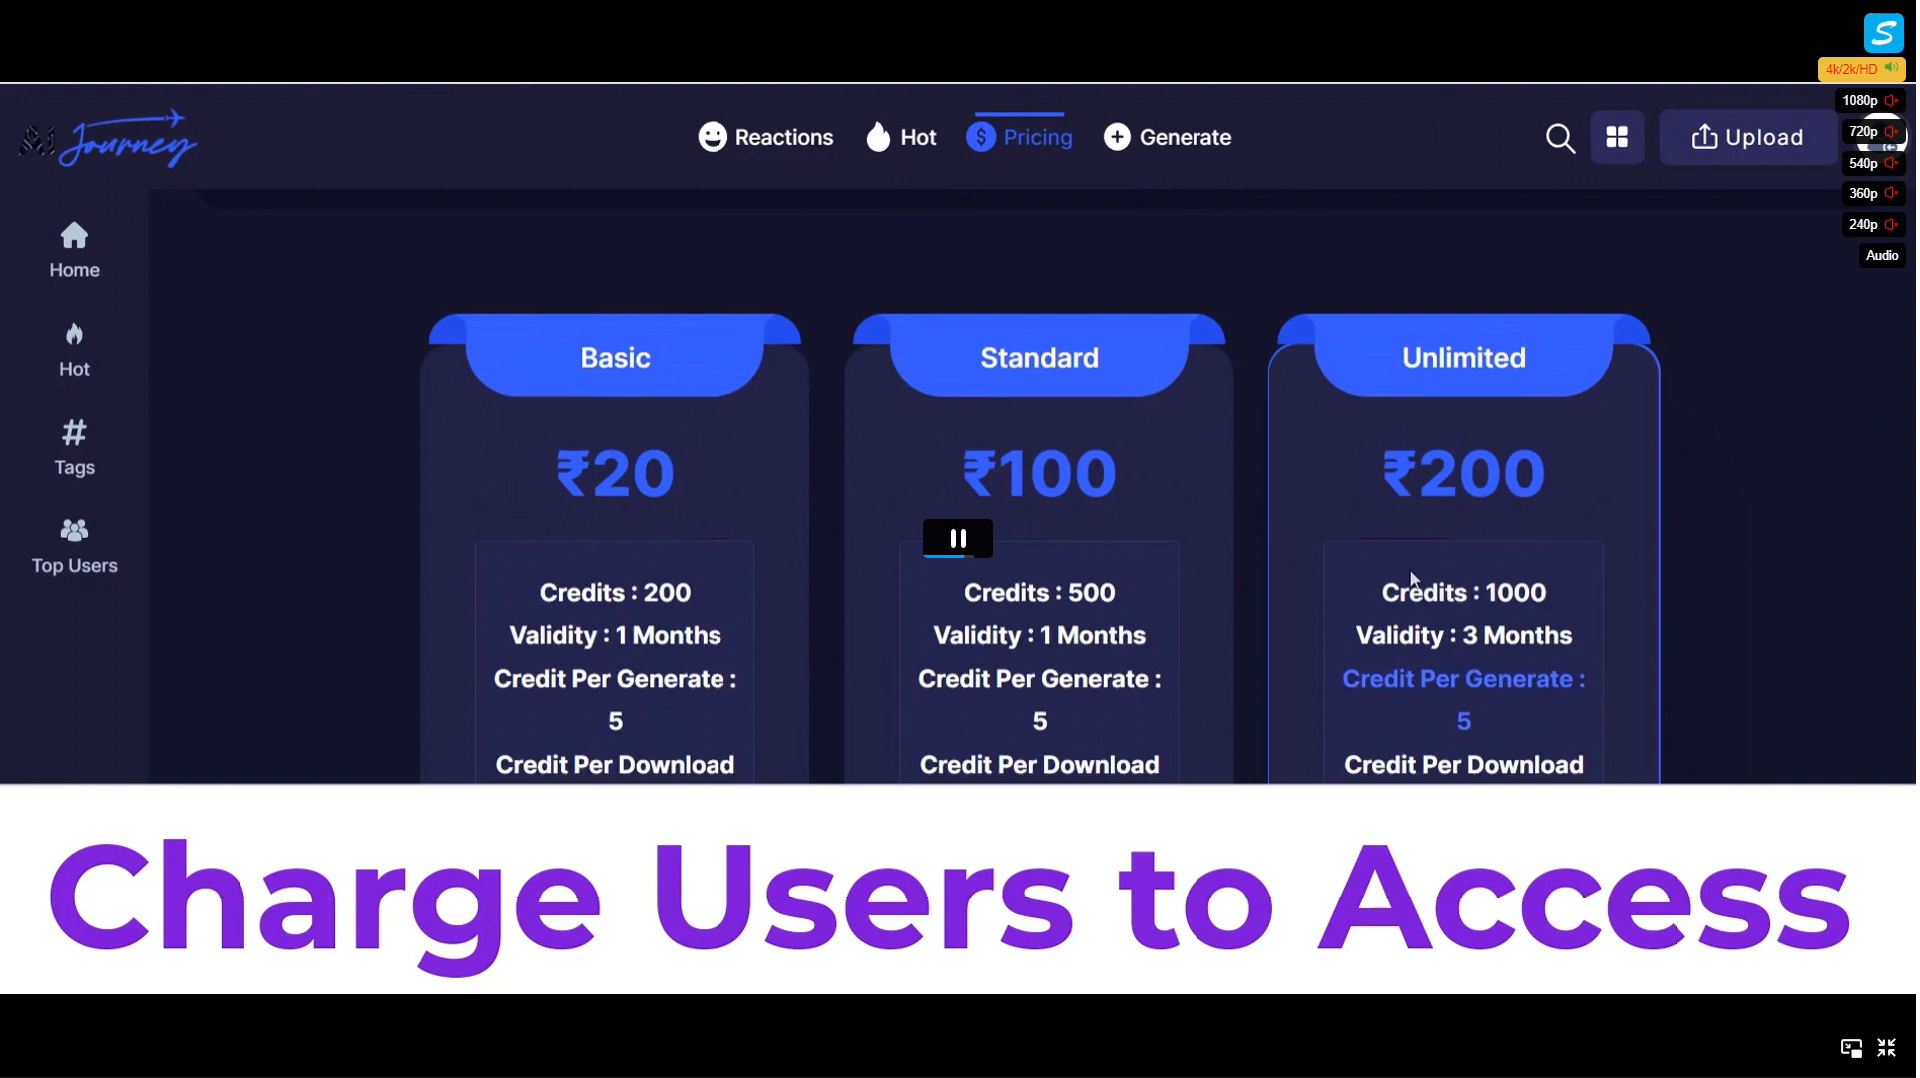 S
4k/2k/HD
1080p
720p
540p
360p
240p
Audio
AI Journey
Reactions
Hot
$ Pricing
Generate
Upload
Home
Hot
# Tags
Top Users
Basic
₹20
Credits : 200
Validity : 1 Months
Credit Per Generate :
5
Credit Per Download
Standard
₹100
Credits : 500
Validity : 1 Months
Credit Per Generate :
5
Credit Per Download
Unlimited
₹200
Credits : 1000
Validity : 3 Months
Credit Per Generate :
5
Credit Per Download
Charge Users to Access